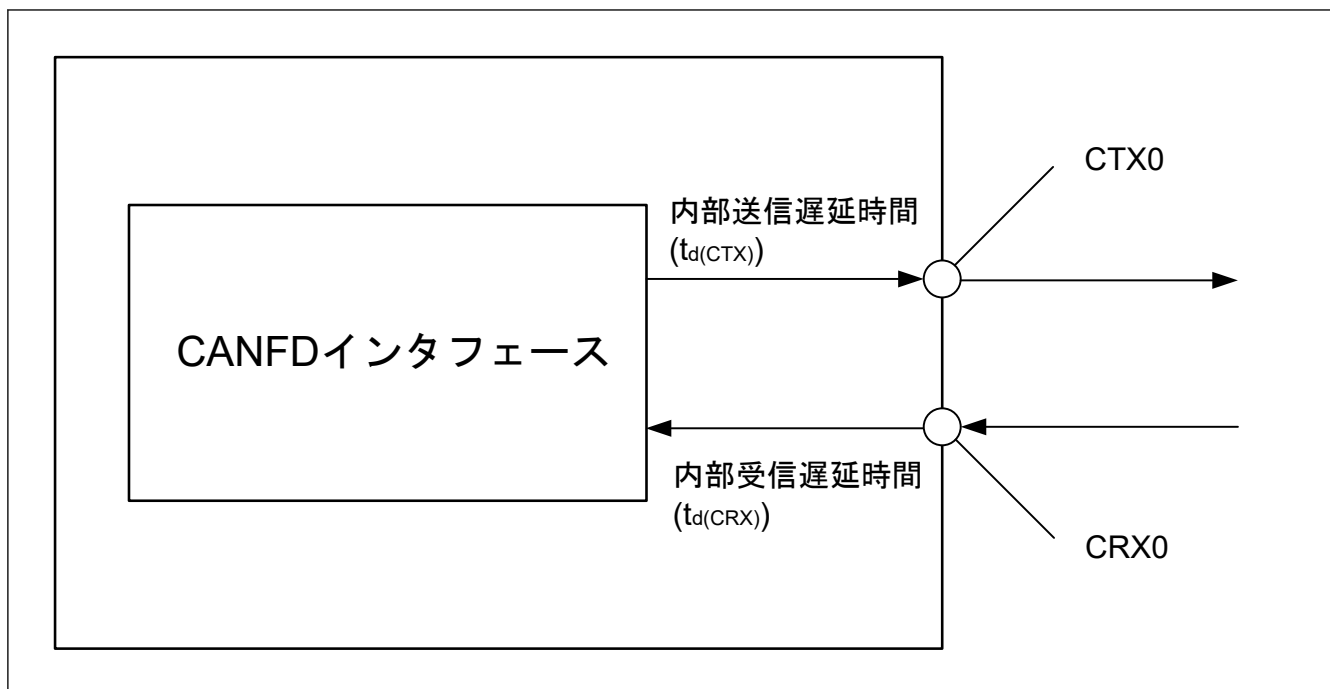 内部送信遅延時間
(td(CTX))
CTX0
CANFDインタフェース
内部受信遅延時間
(td(CRX))
CRX0